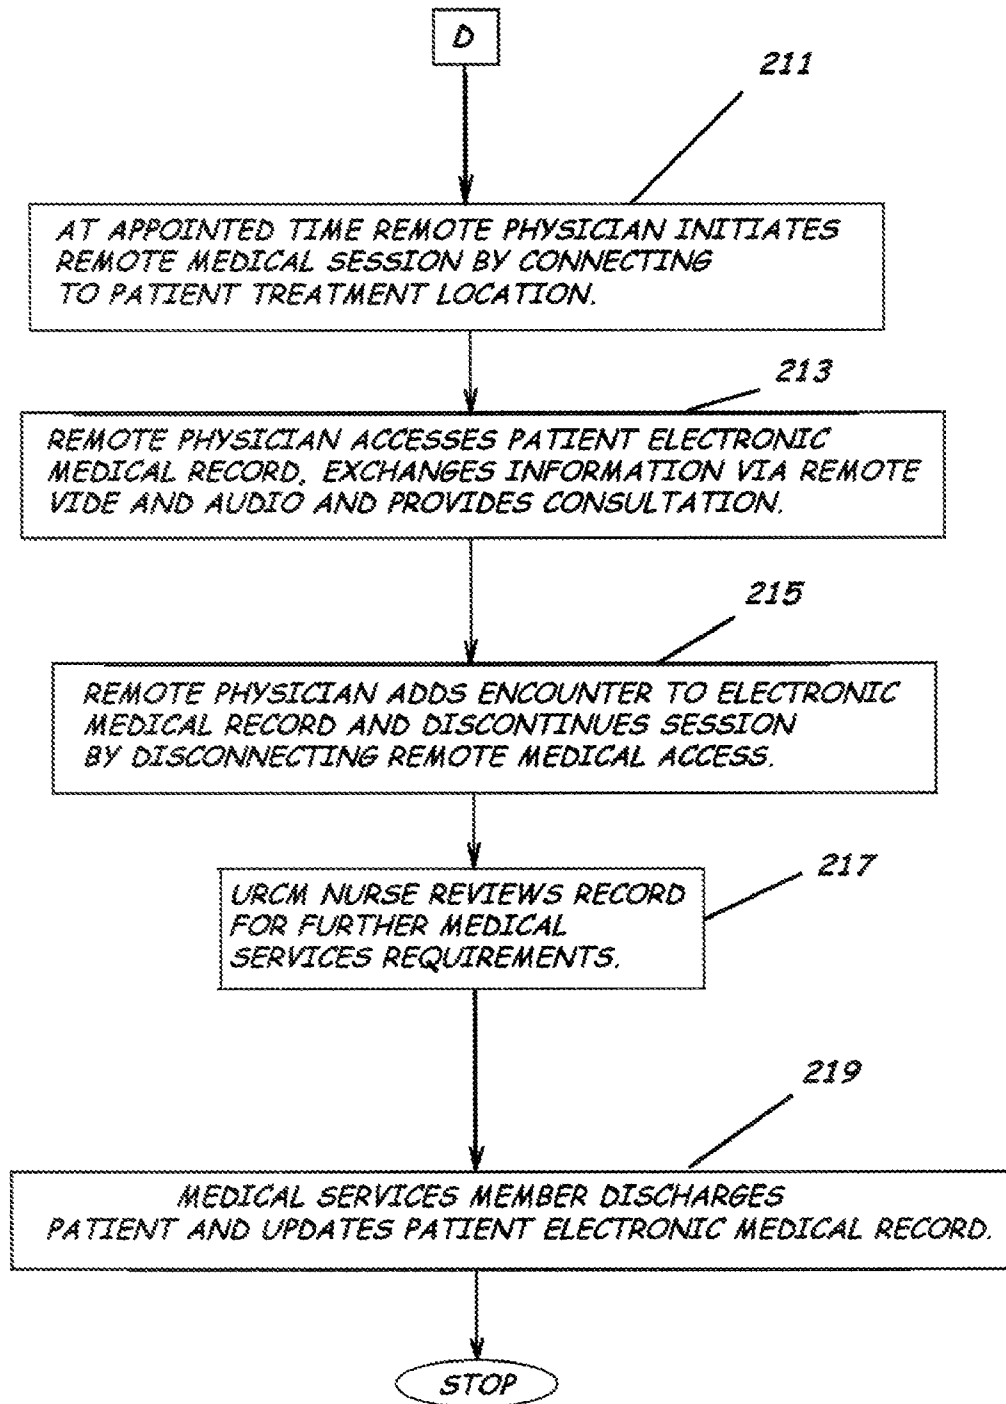 D
211
AT APPOINTED TIME REMOTE PHYSICIAN INITIATES
REMOTE MEDICAL SESSION BY CONNECTING
TO PATIENT TREATMENT LOCATION.
213
REMOTE PHYSICIAN ACCESSES PATIENT ELECTRONIC
MEDICAL RECORD, EXCHANGES INFORMATION VIA REMOTE
VIDE AND AUDIO AND PROVIDES CONSULTATION.
215
REMOTE PHYSICIAN ADDS ENCOUNTER TO ELECTRONIC
MEDICAL RECORD AND DISCONTINUES SESSION
BY DISCONNECTING REMOTE MEDICAL ACCESS.
217
URCM NURSE REVIEWS RECORD
FOR FURTHER MEDICAL
SERVICES REQUIREMENTS.
219
MEDICAL SERVICES MEMBER DISCHARGES
PATIENT AND UPDATES PATIENT ELECTRONIC MEDICAL RECORD.
STOP